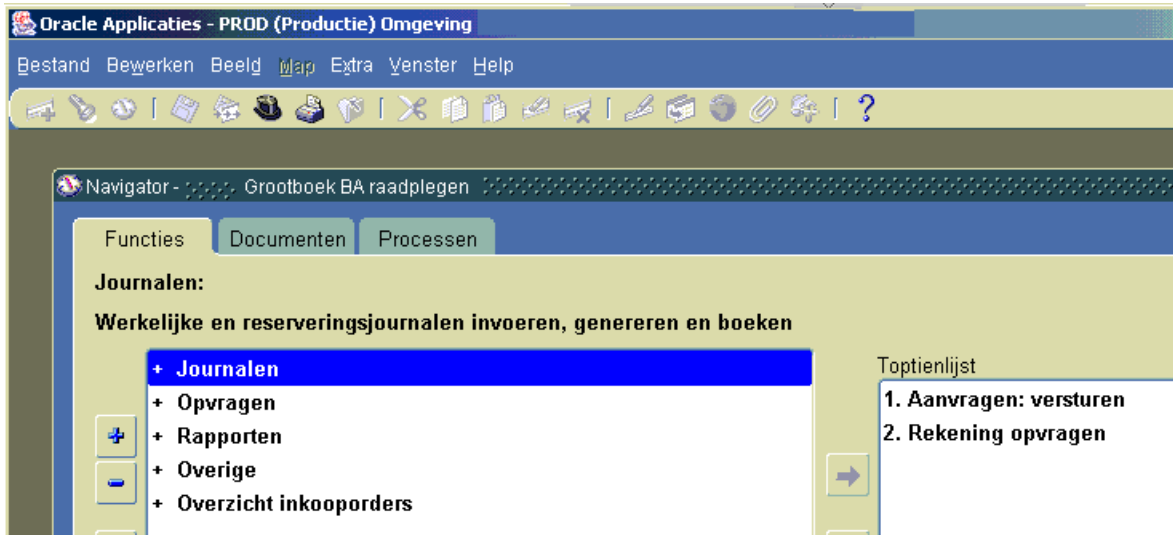 Oracle Applicaties - PROD (Productie) Omgeving
Bestand Bewerken Beeld Map Extra Venster Help
?
Navigator - Grootboek BA raadplegen
Functies Documenten Processen
Journalen:
Werkelijke en reserveringsjournalen invoeren, genereren en boeken
+ Journalen
+ Opvragen
+ Rapporten
+ Overige
+ Overzicht inkooporders
Toptienlijst
1. Aanvragen: versturen
2. Rekening opvragen